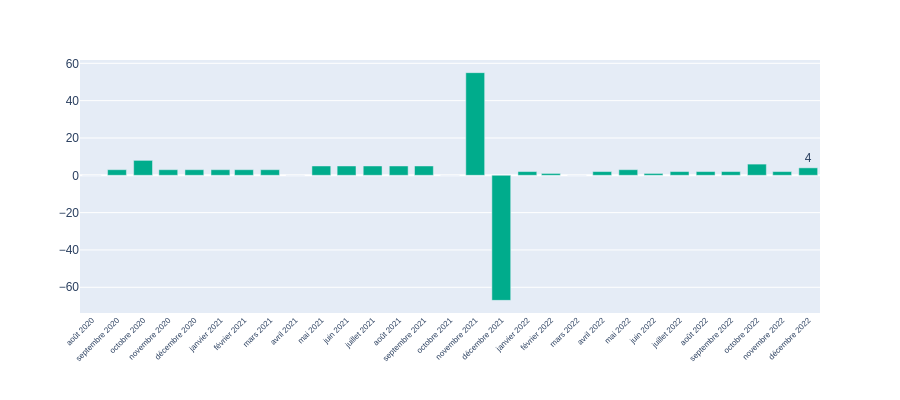 60
40
20
0
−20
−40
−60
4
août 2020
septembre 2020
octobre 2020
novembre 2020
décembre 2020
janvier 2021
février 2021
mars 2021
avril 2021
mai 2021
juin 2021
juillet 2021
août 2021
septembre 2021
octobre 2021
novembre 2021
décembre 2021
janvier 2022
février 2022
mars 2022
avril 2022
mai 2022
juin 2022
juillet 2022
août 2022
septembre 2022
octobre 2022
novembre 2022
décembre 2022